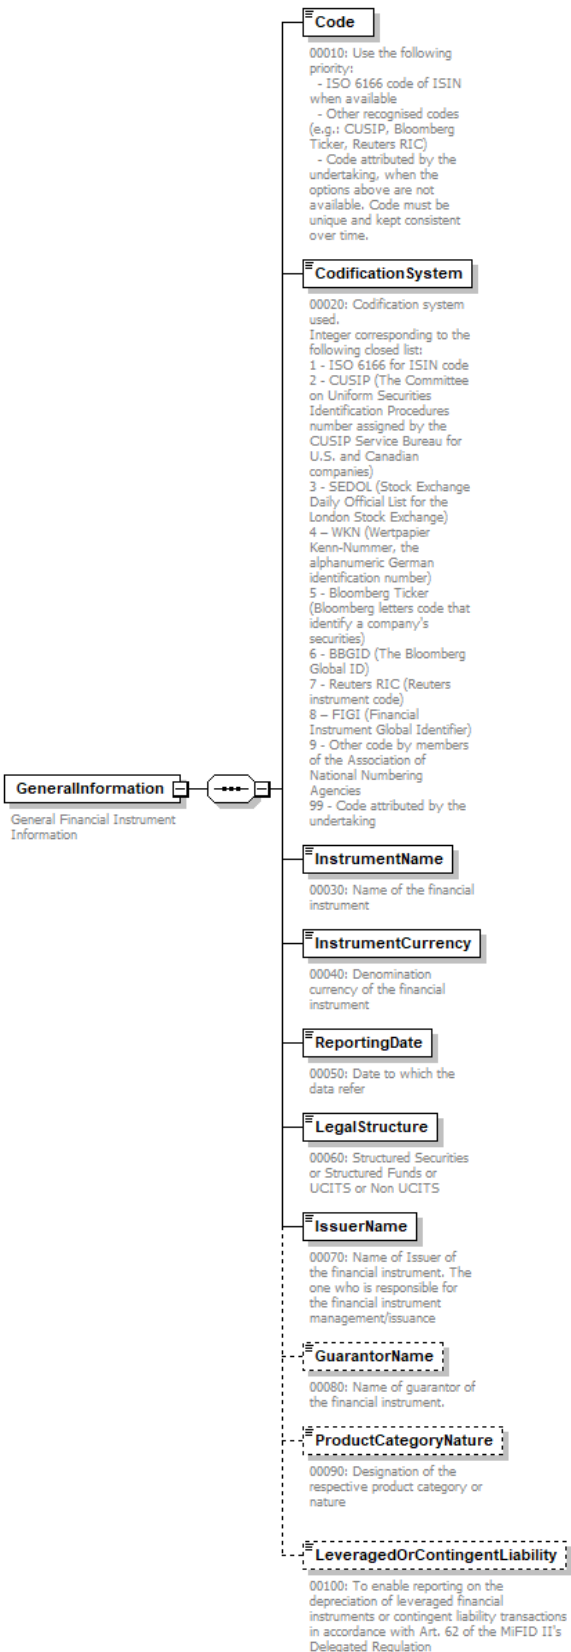 Code
00010: Use the following
priority:
- ISO 6166 code of ISIN
when available
- Other recognised codes
(e.g.: CUSIP, Bloomberg
Ticker, Reuters RIC)
- Code attributed by the
undertaking, when the
options above are not
available. Code must be
unique and kept consistent
over time.
CodificationSystem
00020: Codification system
used.
Integer corresponding to the
following closed list:
1 - ISO 6166 for ISIN code
2 - CUSIP (The Committee
on Uniform Securities
Identification Procedures
number assigned by the
CUSIP Service Bureau for
U.S. and Canadian
companies)
3 - SEDOL (Stock Exchange
Daily Official List for the
London Stock Exchange)
4 – WKN (Wertpapier
Kenn-Nummer, the
alphanumeric German
identification number)
5 - Bloomberg Ticker
(Bloomberg letters code that
identify a company's
securities)
6 - BBGID (The Bloomberg
Global ID)
7 - Reuters RIC (Reuters
instrument code)
8 – FIGI (Financial
Instrument Global Identifier)
9 - Other code by members
of the Association of
National Numbering
Agencies
99 - Code attributed by the
undertaking
GeneralInformation
General Financial Instrument
Information
InstrumentName
00030: Name of the financial
instrument
InstrumentCurrency
00040: Denomination
currency of the financial
instrument
ReportingDate
00050: Date to which the
data refer
LegalStructure
00060: Structured Securities
or Structured Funds or
UCITS or Non UCITS
IssuerName
00070: Name of Issuer of
the financial instrument. The
one who is responsible for
the financial instrument
management/issuance
GuarantorName
00080: Name of guarantor of
the financial instrument.
ProductCategoryNature
00090: Designation of the
respective product category or
nature
LeveragedOrContingentLiability
00100: To enable reporting on the
depreciation of leveraged financial
instruments or contingent liability transactions
in accordance with Art. 62 of the MiFID II's
Delegated Regulation